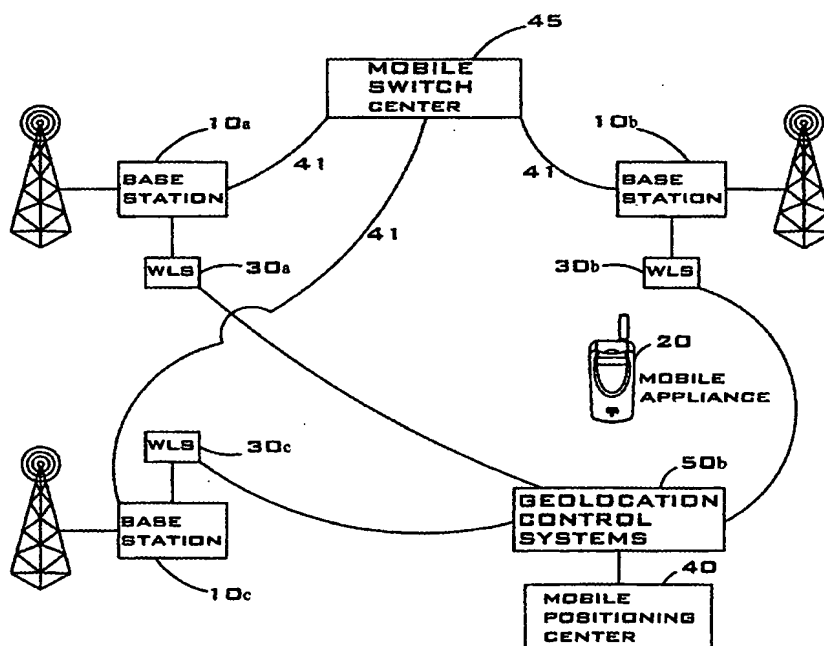 45
MOBILE
SWITCH
CENTER
10a
10b
BASE
STATION
41
41
BASE
STATION
41
WLS
30a
30b
WLS
20
MOBILE
APPLIANCE
WLS
30c
50b
BASE
STATION
GEOLOCATION
CONTROL
SYSTEMS
10c
40
MOBILE
POSITIONING
CENTER